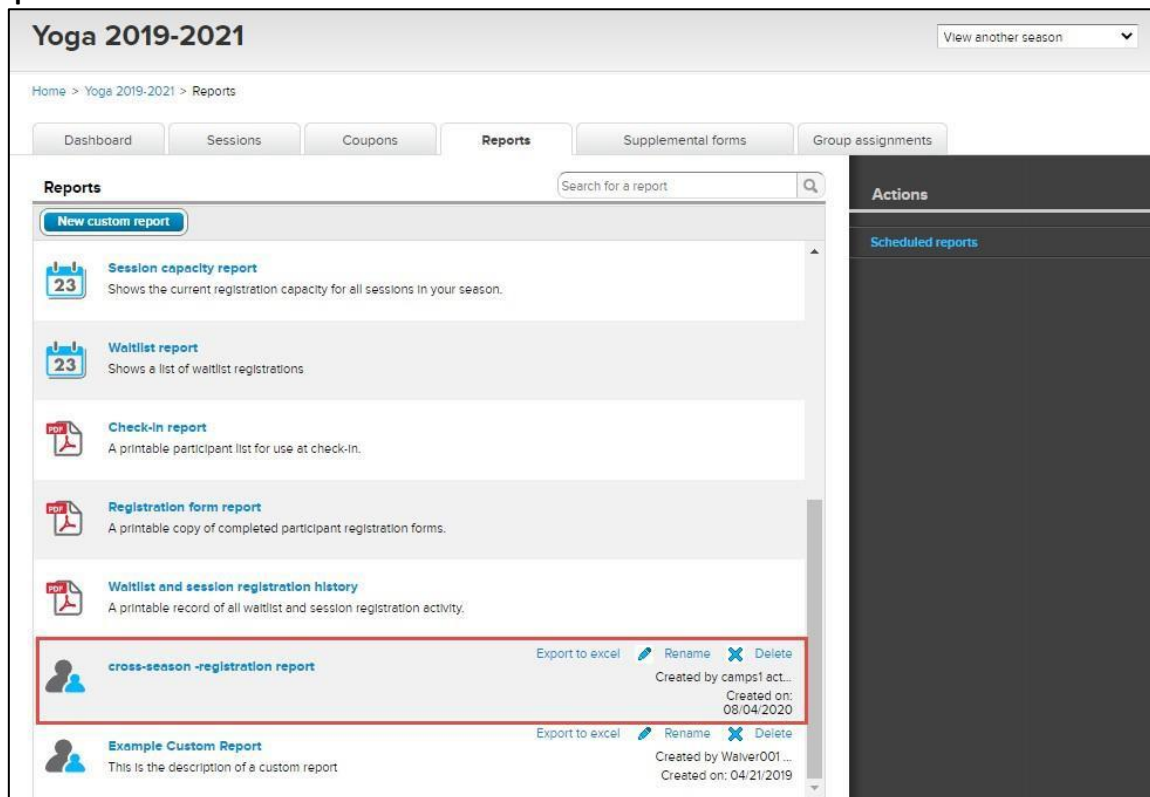 Yoga 2019-2021
View another season
Home > Yoga 2019-2021 > Reports
Dashboard Sessions Coupons Reports Supplemental forms Group assignments
Reports
Search for a report
Actions
New custom report
Scheduled reports
23
Session capacity report
Shows the current registration capacity for all sessions in your season.
23
Waitlist report
Shows a list of waitlist registrations
PDF
Check-in report
A printable participant list for use at check-in.
PDF
Registration form report
A printable copy of completed participant registration forms.
PDF
Waitlist and session registration history
A printable record of all waitlist and session registration activity.
cross-season -registration report
Export to excel Rename Delete
Created by camps1 act...
Created on:
08/04/2020
Example Custom Report
This is the description of a custom report
Export to excel Rename Delete
Created by Waiver001 ...
Created on: 04/21/2019